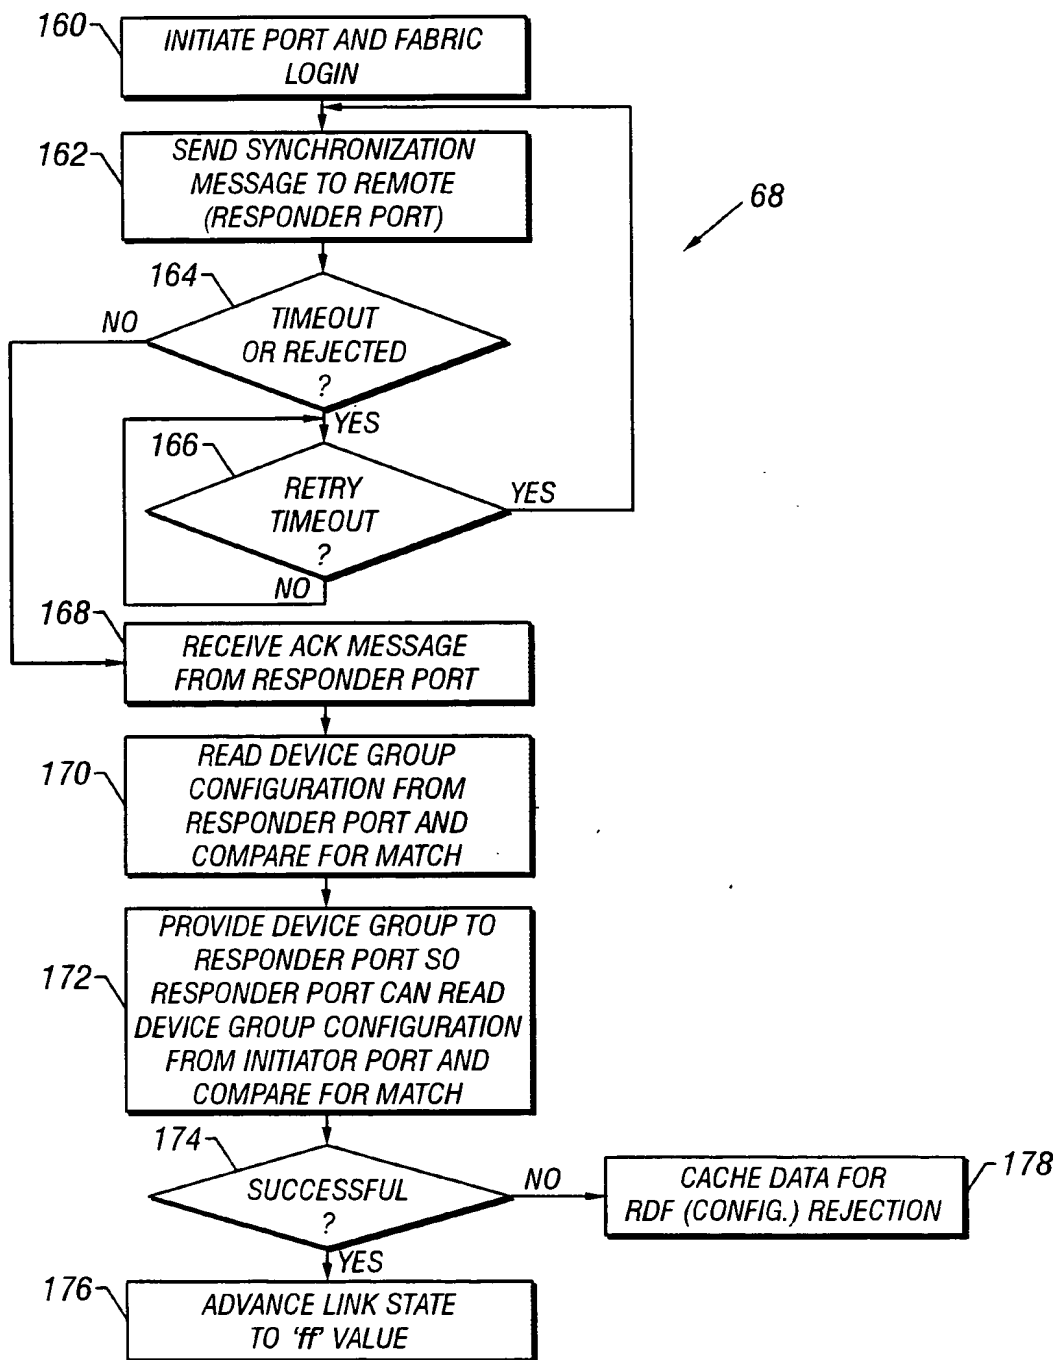 160
INITIATE PORT AND FABRIC
LOGIN
162
SEND SYNCHRONIZATION
MESSAGE TO REMOTE
(RESPONDER PORT)
68
164
NO
TIMEOUT
OR REJECTED
?
YES
166
RETRY
TIMEOUT
?
YES
NO
168
RECEIVE ACK MESSAGE
FROM RESPONDER PORT
170
READ DEVICE GROUP
CONFIGURATION FROM
RESPONDER PORT AND
COMPARE FOR MATCH
172
PROVIDE DEVICE GROUP TO
RESPONDER PORT SO
RESPONDER PORT CAN READ
DEVICE GROUP CONFIGURATION
FROM INITIATOR PORT AND
COMPARE FOR MATCH
174
SUCCESSFUL
?
NO
CACHE DATA FOR
RDF (CONFIG.) REJECTION
178
YES
176
ADVANCE LINK STATE
TO 'ff' VALUE